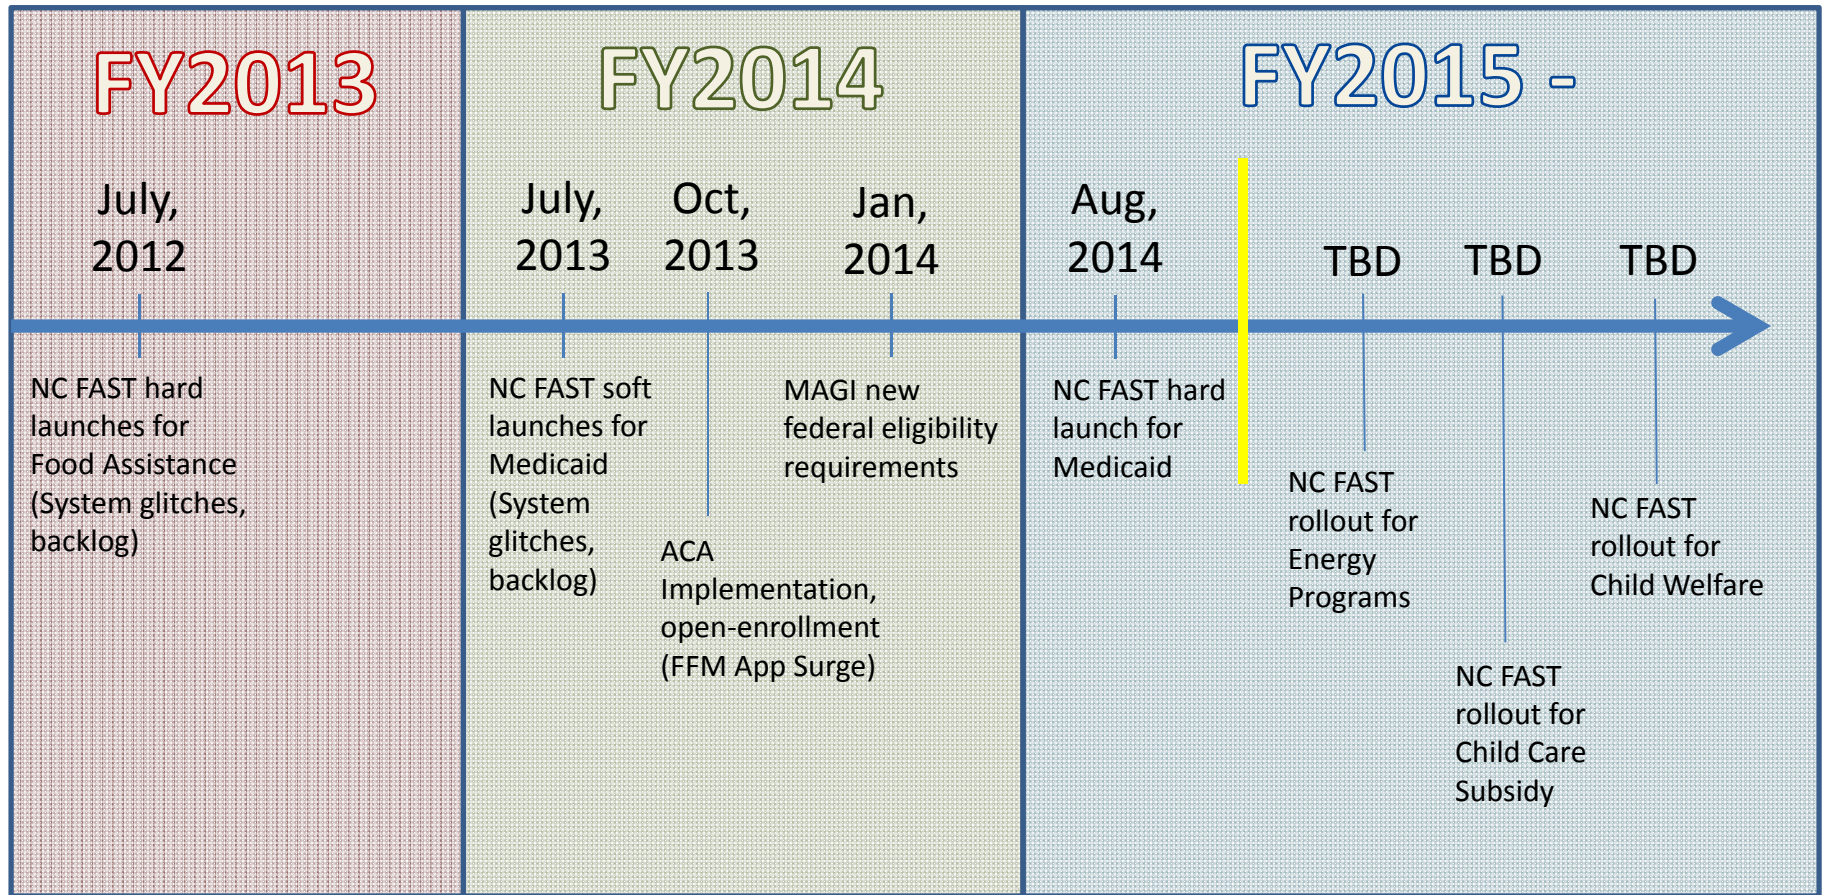 FY2013
July,
2012
NC FAST hard
launches for
Food Assistance
(System glitches,
backlog)
FY2014
July,
2013
NC FAST soft
launches for
Medicaid
(System
glitches,
backlog)
Oct,
2013
ACA
Implementation,
open-enrollment
(FFM App Surge)
Jan,
2014
MAGI new
federal eligibility
requirements
FY2015 -
Aug,
2014
NC FAST hard
launch for
Medicaid
TBD
NC FAST
rollout for
Energy
Programs
TBD
NC FAST
rollout for
Child Care
Subsidy
TBD
NC FAST
rollout for
Child Welfare